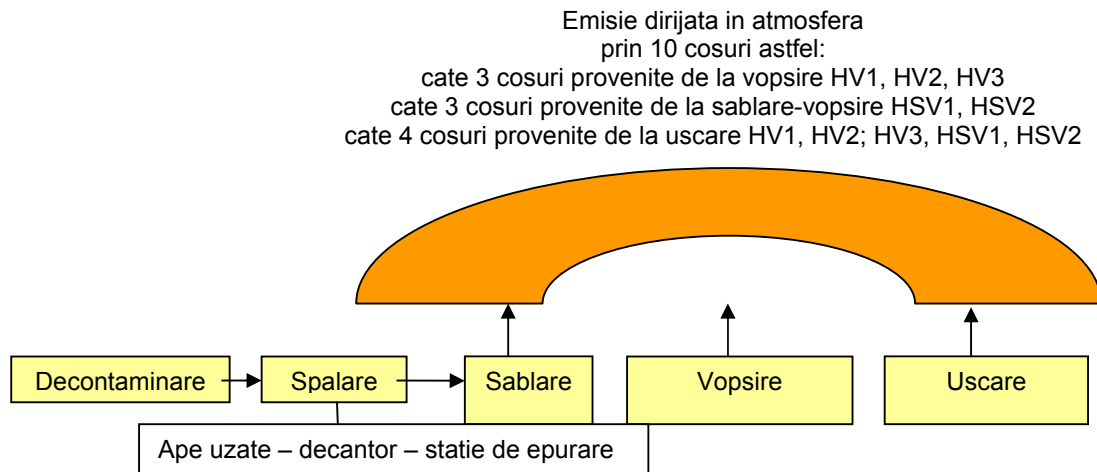 Emisie dirijata in atmosfera
prin 10 cosuri astfel:
cate 3 cosuri provenite de la vopsire HV1, HV2, HV3
cate 3 cosuri provenite de la sablare-vopsire HSV1, HSV2
cate 4 cosuri provenite de la uscare HV1, HV2; HV3, HSV1, HSV2
Decontaminare
Spalare
Sablare
Vopsire
Uscare
Ape uzate – decantor – statie de epurare